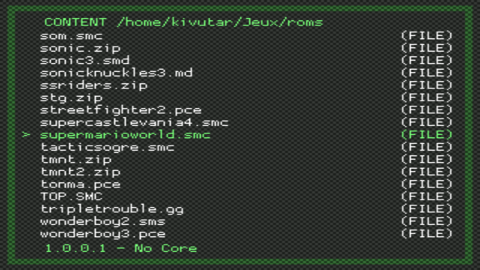 CONTENT /home/kivutar/Jeux/roms
som.smc (FILE)
sonic.zip (FILE)
sonic3.smd (FILE)
sonicknuckles3.md (FILE)
ssriders.zip (FILE)
stg.zip (FILE)
streetfighter2.pce (FILE)
supercastlevania4.smc (FILE)
> supermarioworld.smc (FILE)
tacticsogre.smc (FILE)
tmnt.zip (FILE)
tmnt2.zip (FILE)
tonma.pce (FILE)
TOP.SMC (FILE)
tripletrouble.gg (FILE)
wonderboy2.sms (FILE)
wonderboy3.pce (FILE)
1.0.0.1 - No Core